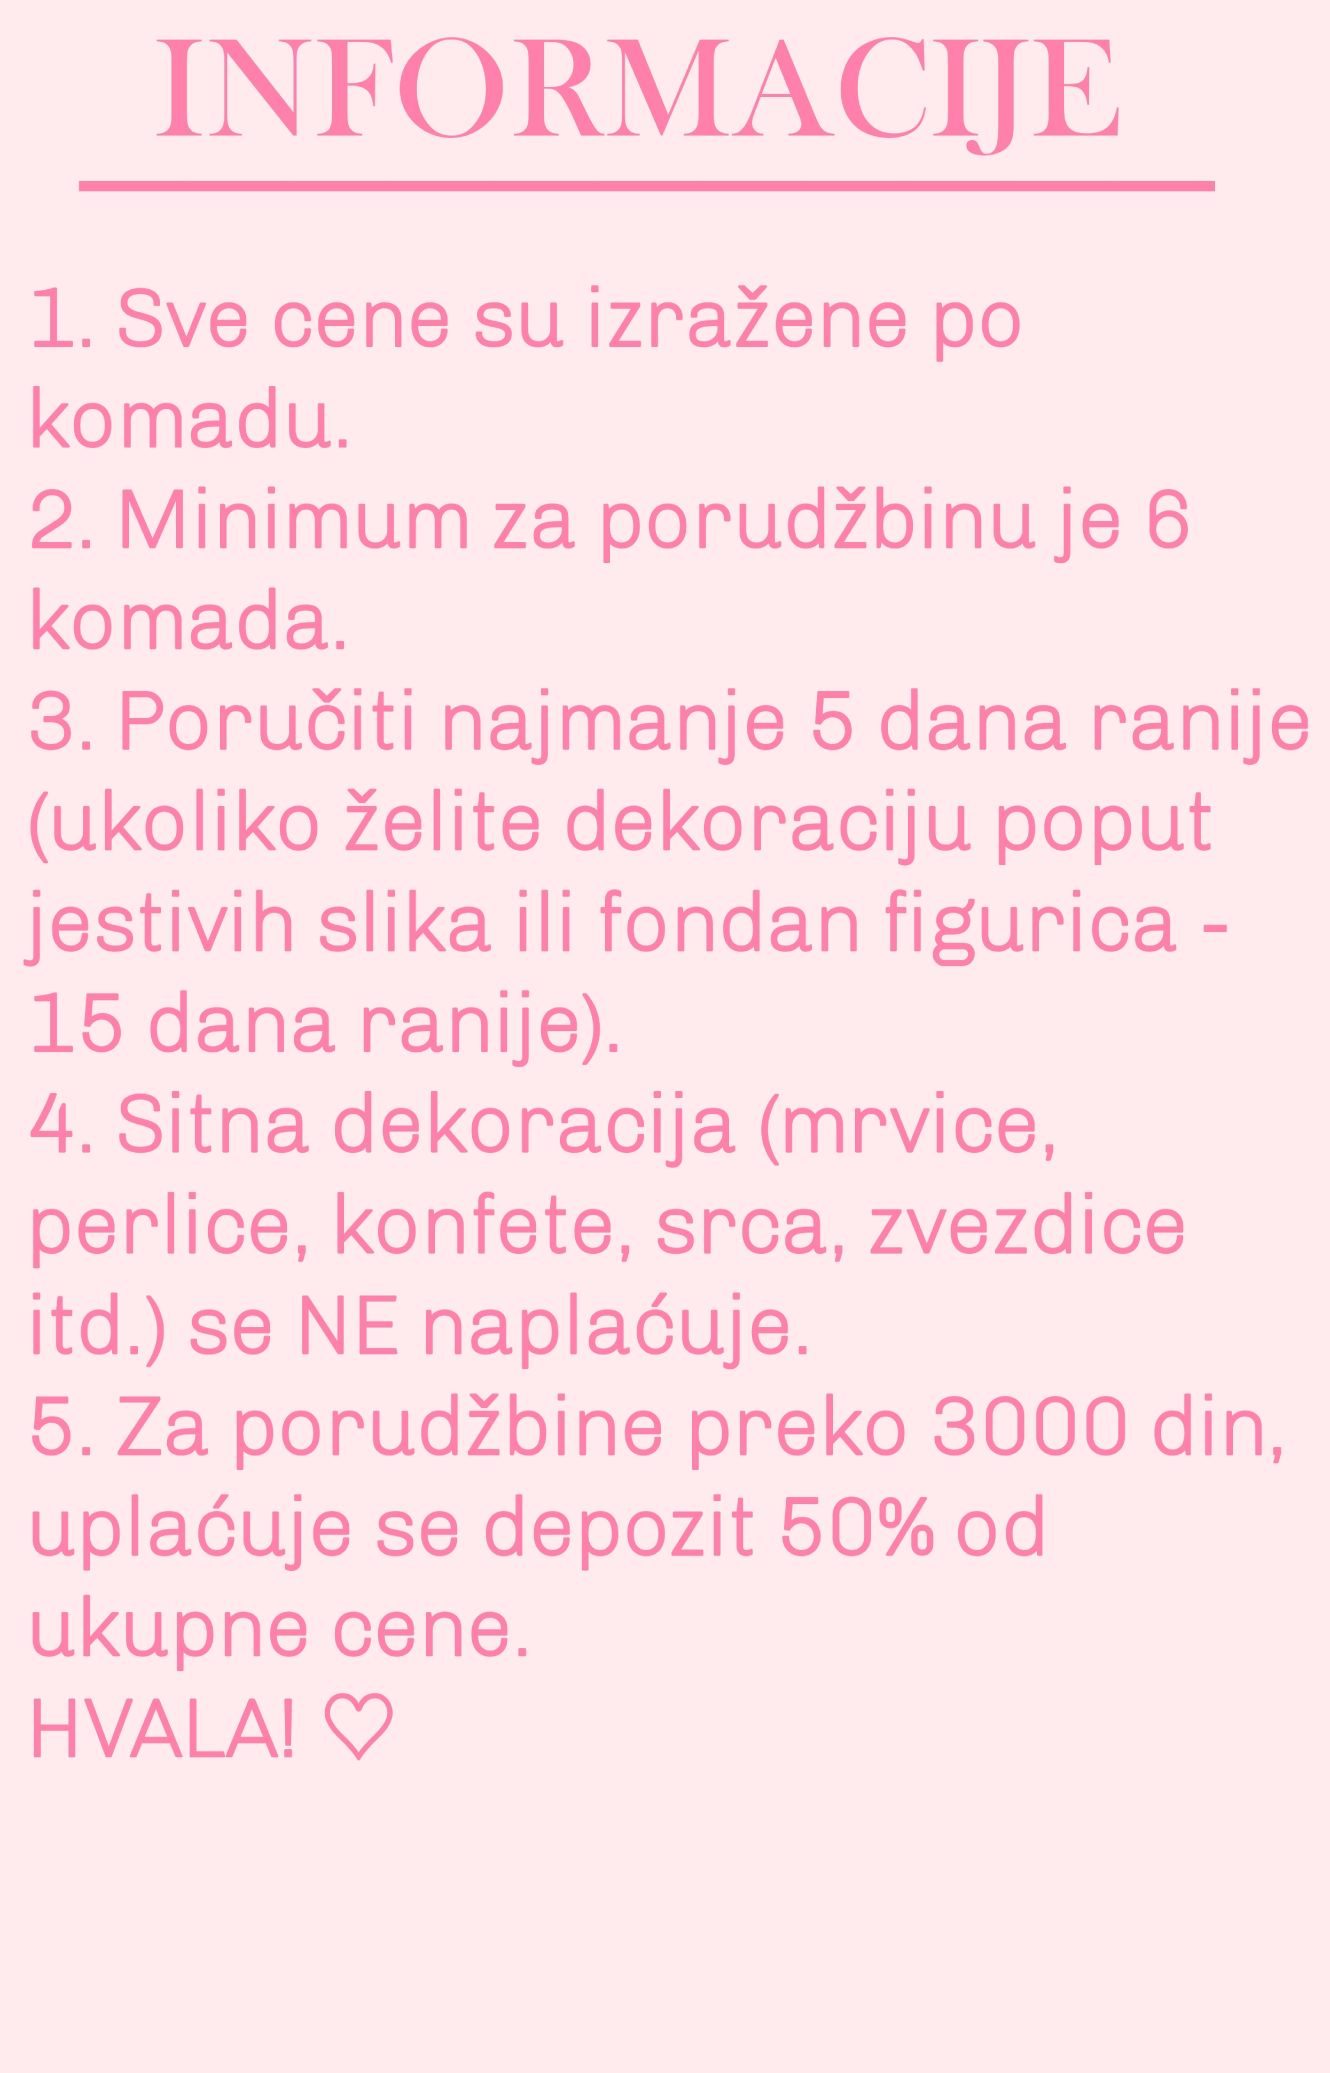 INFORMACIJE
1. Sve cene su izražene po
komadu.
2. Minimum za porudžbinu je 6
komada.
3. Poručiti najmanje 5 dana ranije
(ukoliko želite dekoraciju poput
jestivih slika ili fondan figurica -
15 dana ranije).
4. Sitna dekoracija (mrvice,
perlice, konfete, srca, zvezdice
itd.) se NE naplaćuje.
5. Za porudžbine preko 3000 din,
uplaćuje se depozit 50% od
ukupne cene.
HVALA! ♡